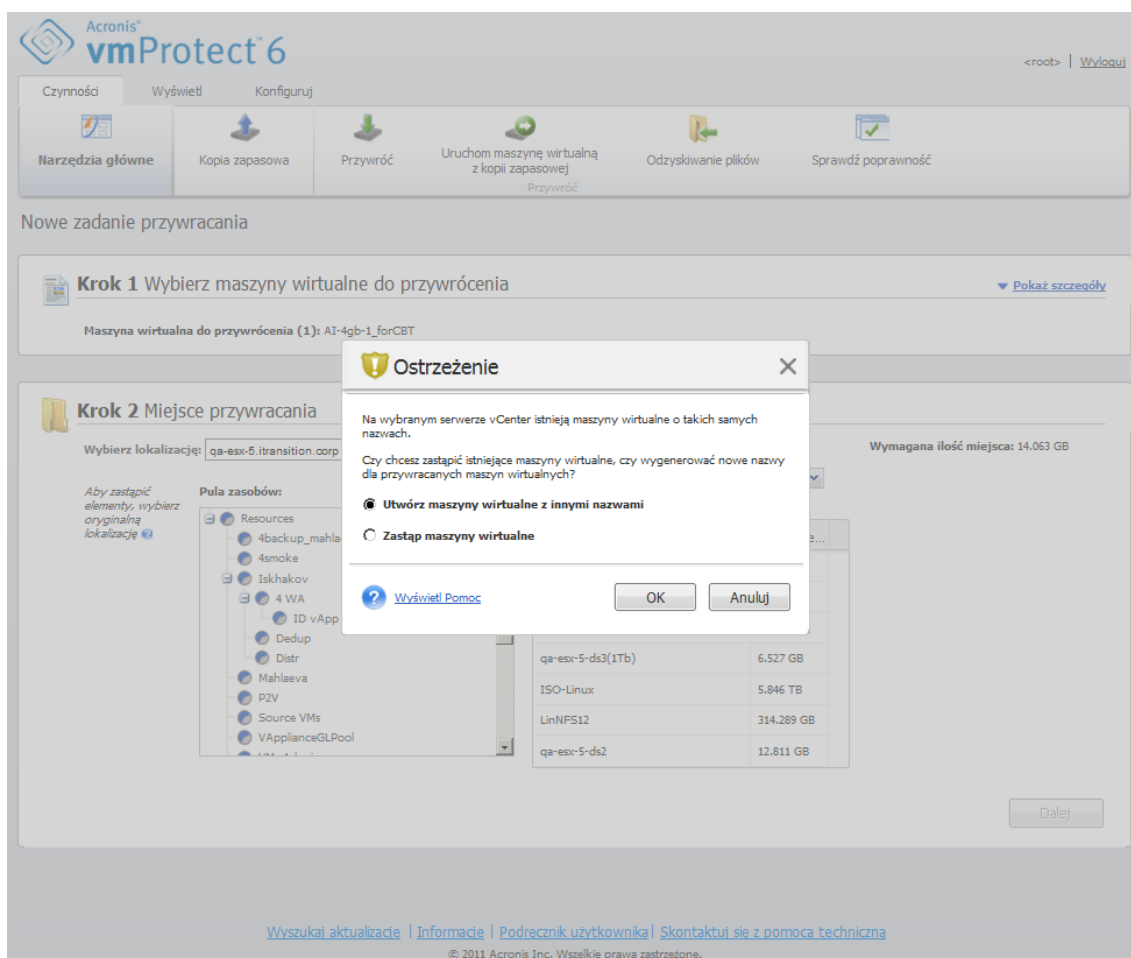 Acronis®
vmProtect™6
<root> | Wyloguj
Czynności Wyświetl Konfiguruj
Narzędzia główne
Kopia zapasowa
Przywróć
Uruchom maszynę wirtualną
z kopii zapasowej
Odzyskiwanie plików
Sprawdź poprawność
Przywróć
Nowe zadanie przywracania
Krok 1 Wybierz maszyny wirtualne do przywrócenia
Pokaż szczegóły
Maszyna wirtualna do przywrócenia (1): AI-4gb-1_forCBT
Ostrzeżenie
Na wybranym serwerze vCenter istnieją maszyny wirtualne o takich samych
nazwach.
Czy chcesz zastąpić istniejące maszyny wirtualne, czy wygenerować nowe nazwy
dla przywracanych maszyn wirtualnych?
Utwórz maszyny wirtualne z innymi nazwami
Zastąp maszyny wirtualne
Wyświetl Pomoc
OK
Anuluj
Krok 2 Miejsce przywracania
Wybierz lokalizację: qa-esx-5.itransition.corp
Wymagana ilość miejsca: 14.063 GB
Aby zastąpić
elementy, wybierz
oryginalną
lokalizację
Pula zasobów:
Resources
4backup_mahla
4smoke
Iskhakov
4 WA
ID vApp
Dedup
Distr
Mahlaeva
P2V
Source VMs
VApplianceGLPool
qa-esx-5-ds3(1Tb) 6.527 GB
ISO-Linux 5.846 TB
LinNFS12 314.289 GB
qa-esx-5-ds2 12.811 GB
Dalej
Wyszukaj aktualizacje | Informacje | Podręcznik użytkownika | Skontaktuj się z pomocą techniczną
© 2011 Acronis Inc. Wszelkie prawa zastrzeżone.